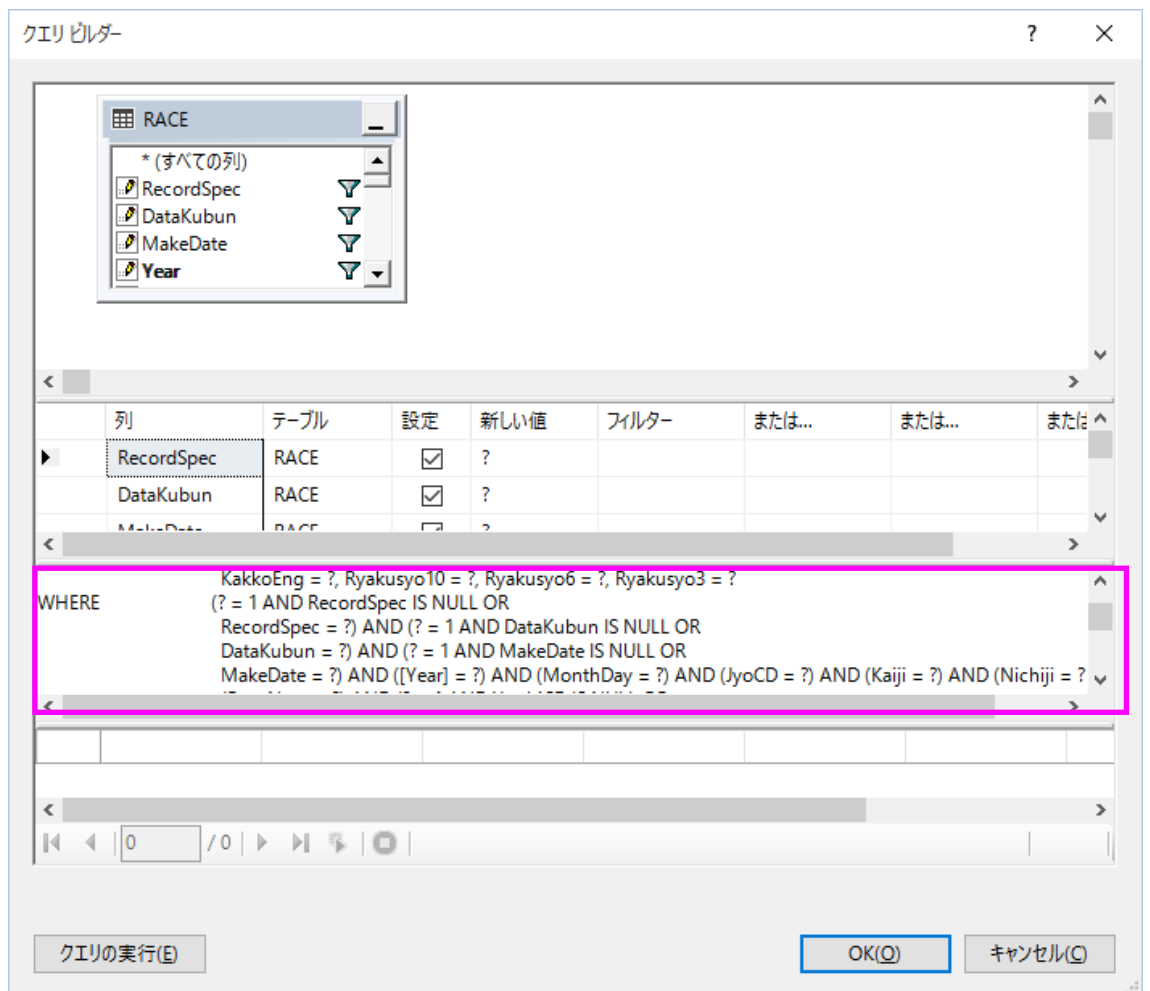 クエリ ビルダー
?
RACE
* (すべての列)
RecordSpec
DataKubun
MakeDate
Year
列 テーブル 設定 新しい値 フィルター または... または... または
RecordSpec RACE ?
DataKubun RACE ?
MakeDate RACE ?
KakkoEng = ?, Ryakusyo10 = ?, Ryakusyo6 = ?, Ryakusyo3 = ?
WHERE (? = 1 AND RecordSpec IS NULL OR
RecordSpec = ?) AND (? = 1 AND DataKubun IS NULL OR
DataKubun = ?) AND (? = 1 AND MakeDate IS NULL OR
MakeDate = ?) AND ([Year] = ?) AND (MonthDay = ?) AND (JyoCD = ?) AND (Kaiji = ?) AND (Nichiji = ?
0 / 0
クエリの実行(E) OK(O) キャンセル(C)